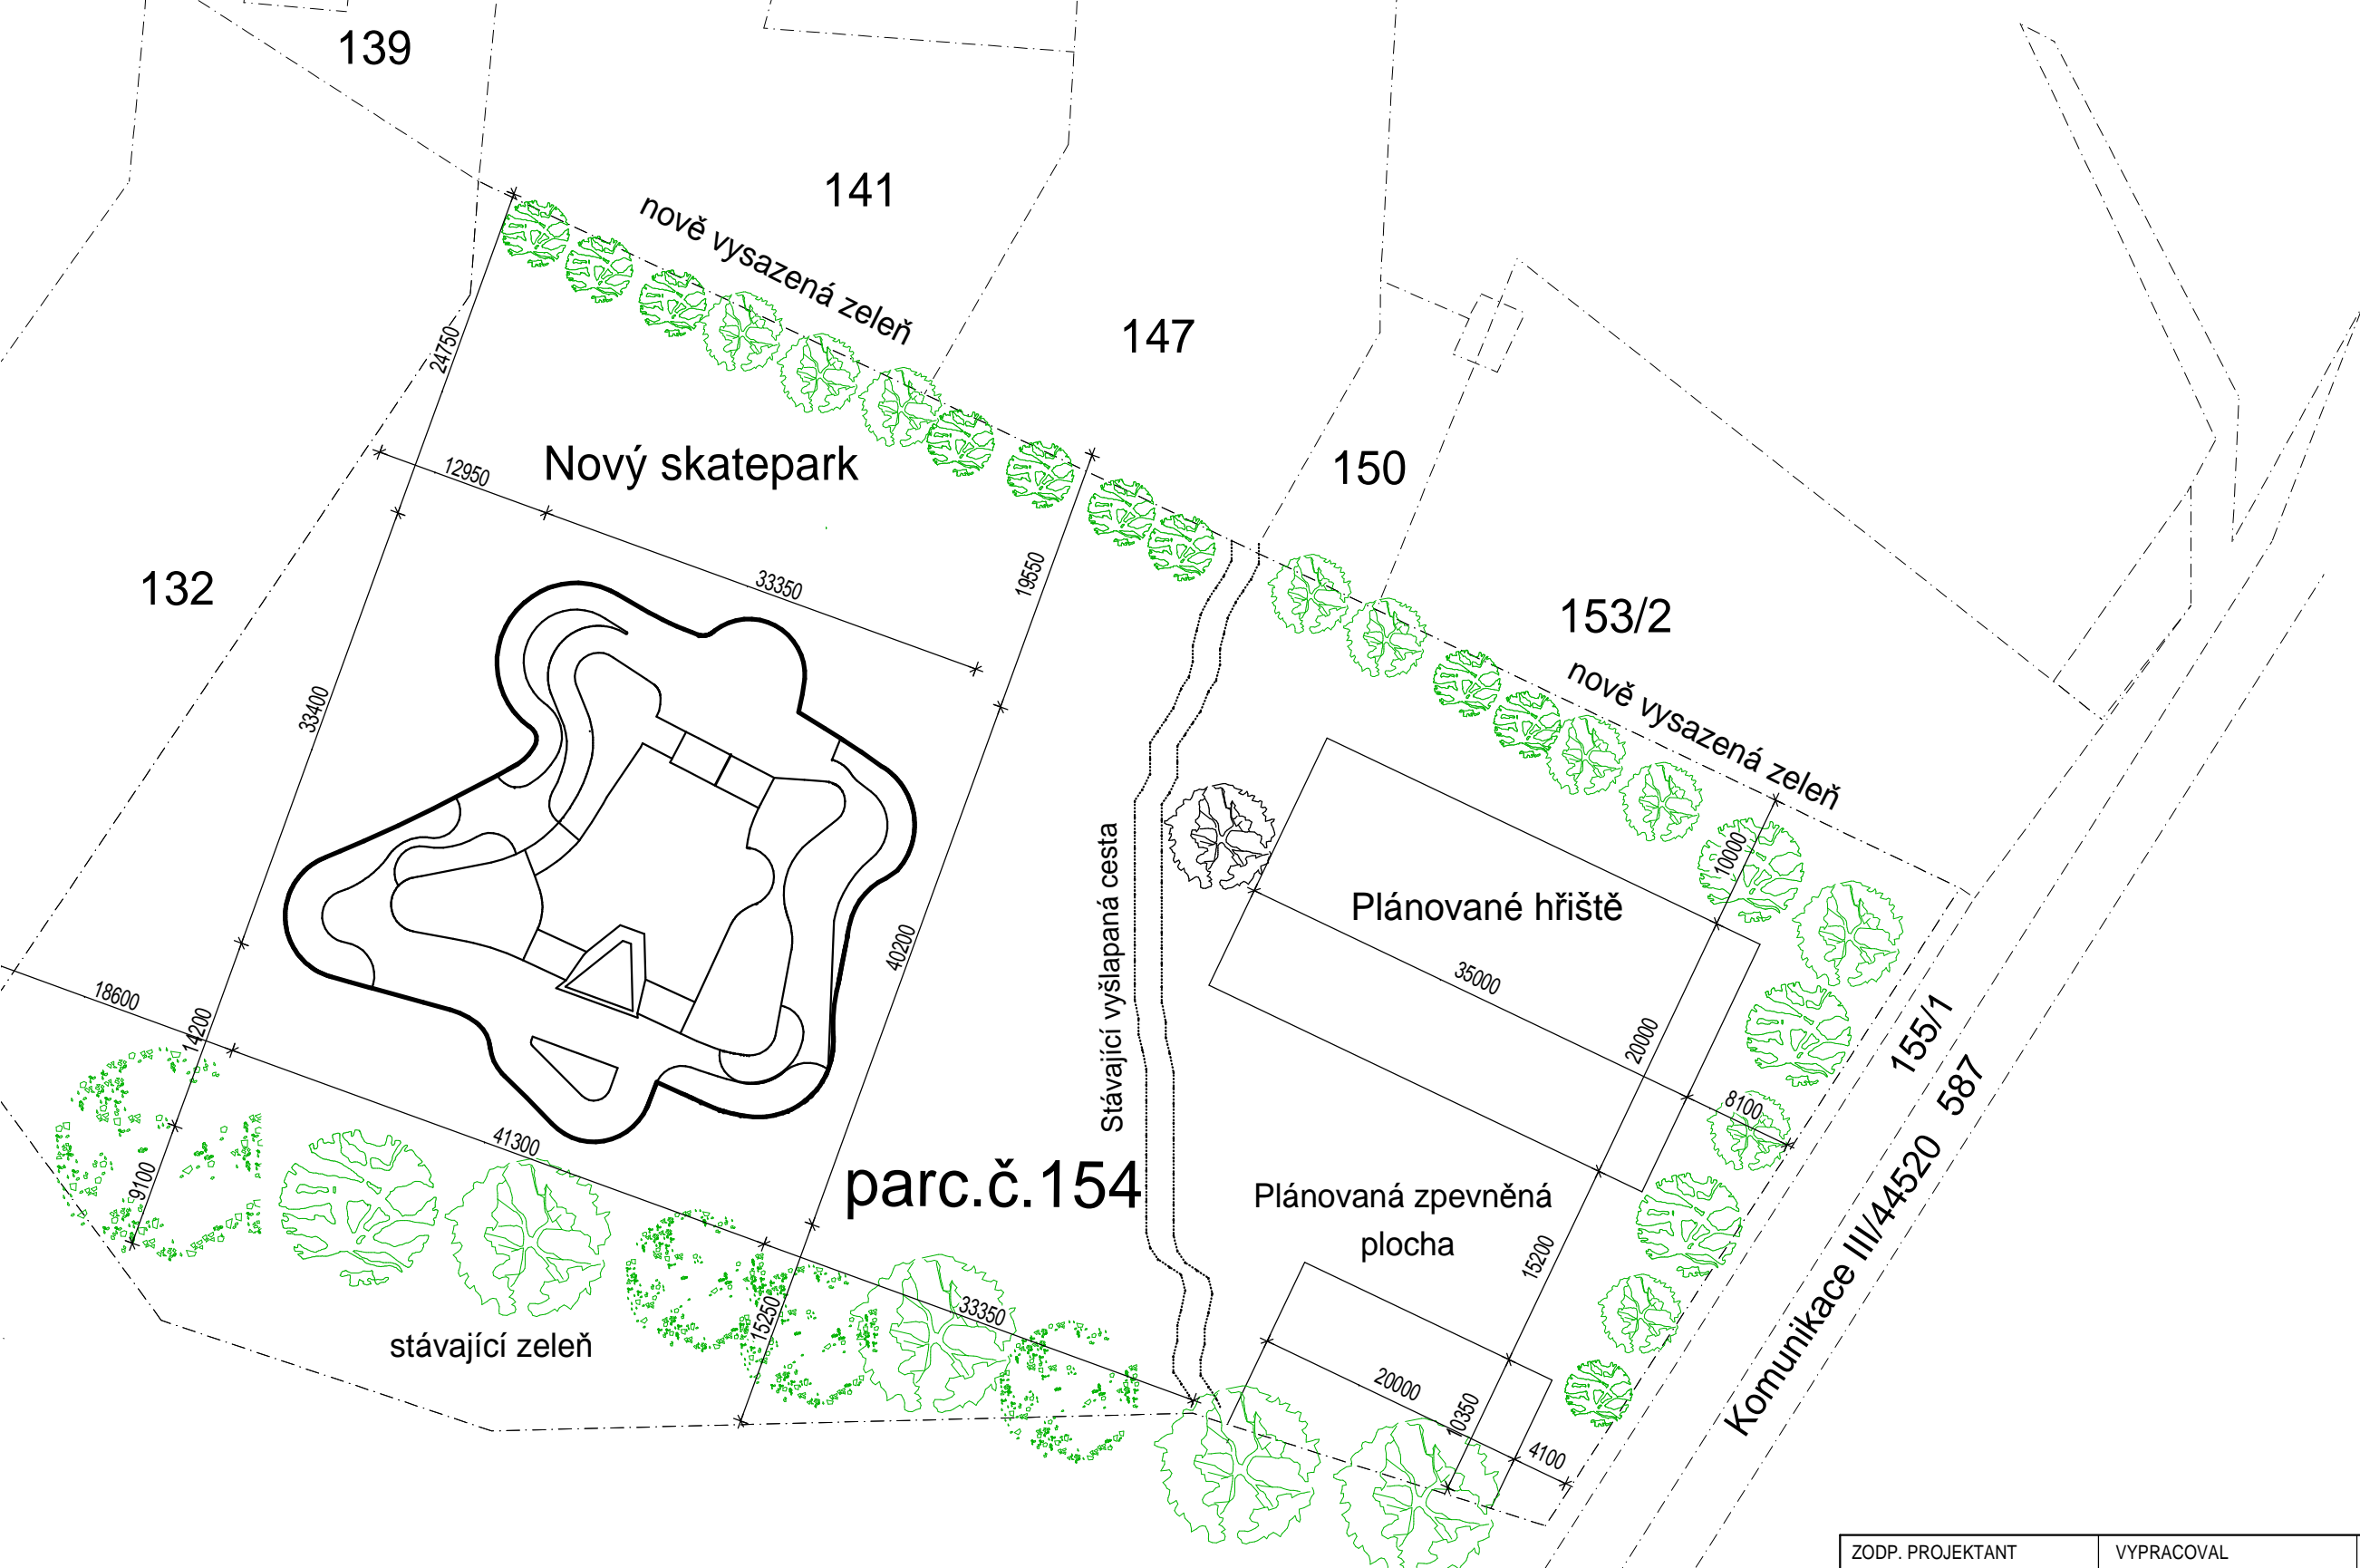 139
141
nově vysazená zeleň
147
24750
Nový skatepark
12950
150
132
33350
19550
153/2
nově vysazená zeleň
33400
10000
Plánované hřiště
Stávající vyšlapaná cesta
40200
35000
18600
14200
20000
155/1
587
8100
41300
9100
parc.č.154
Plánovaná zpevněná
plocha
15200
Komunikace III/44520
15250
33350
stávající zeleň
20000
10350
4100
ZODP. PROJEKTANT
VYPRACOVAL